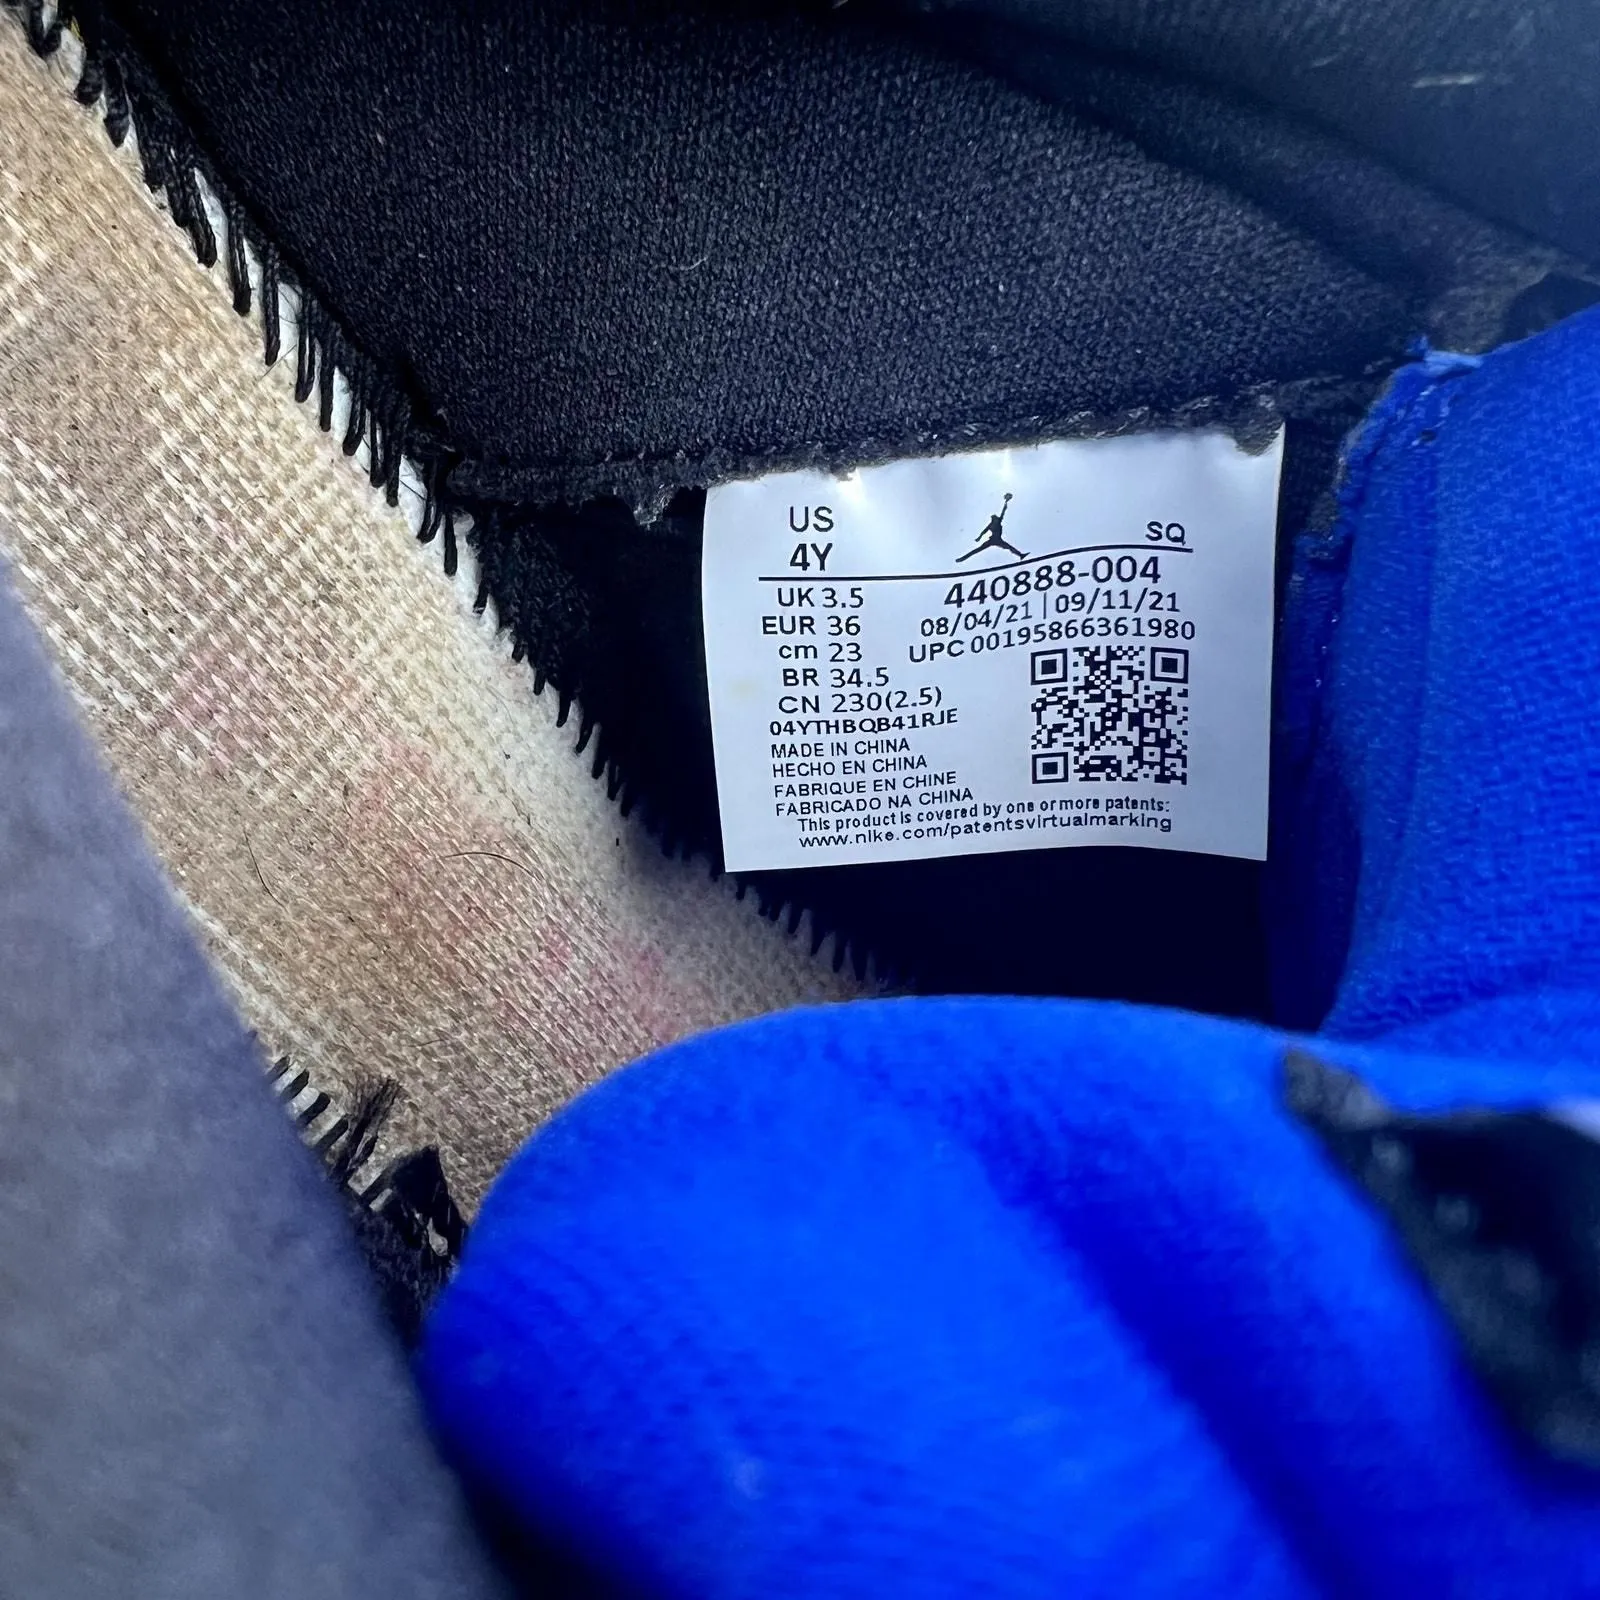 US
4Y
SQ
UK 3.5
EUR 36
cm 23
BR 34.5
CN 230(2.5)
440888-004
08/04/21 | 09/11/21
UPC 00195866361980
04YTHBQB41RJE
MADE IN CHINA
HECHO EN CHINA
FABRIQUE EN CHINE
FABRICADO NA CHINA
This product is covered by one or more patents:
www.nike.com/patentsvirtualmarking